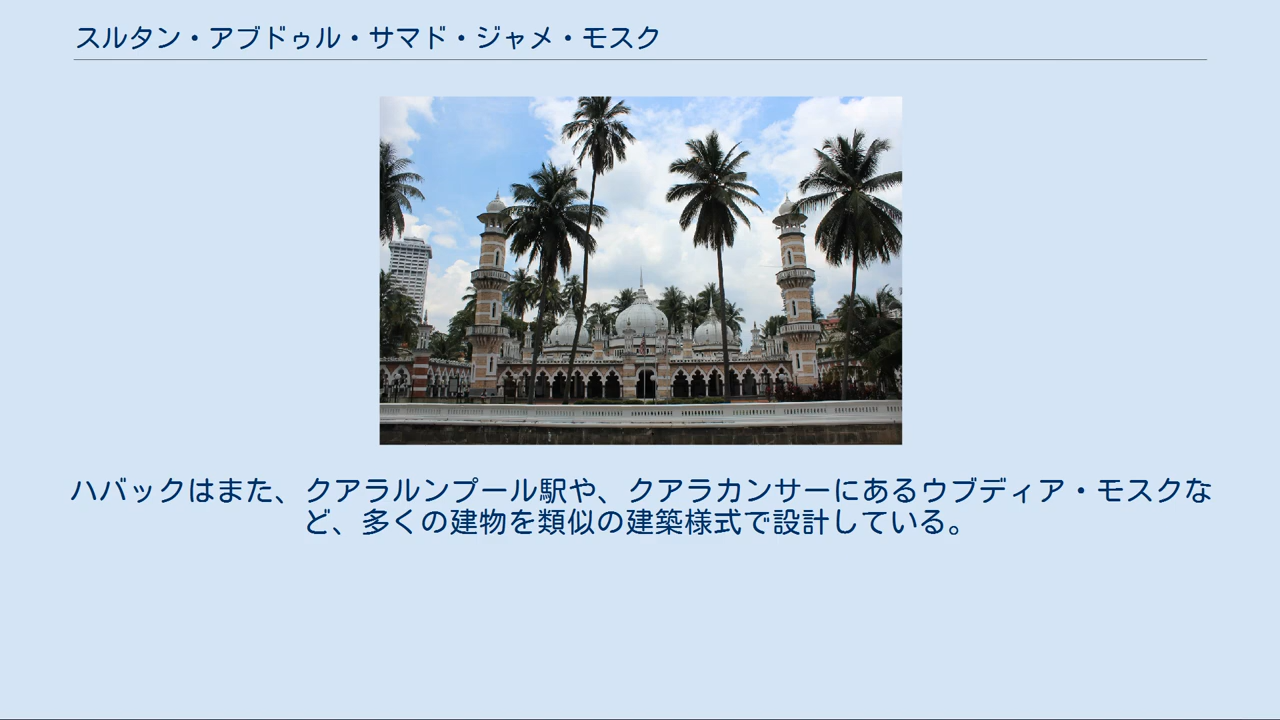 スルタン・アブドゥル・サマド・ジャメ・モスク
ハバックはまた、クアラルンプール駅や、クアラカンサーにあるウブディア・モスクな
ど、多くの建物を類似の建築様式で設計している。